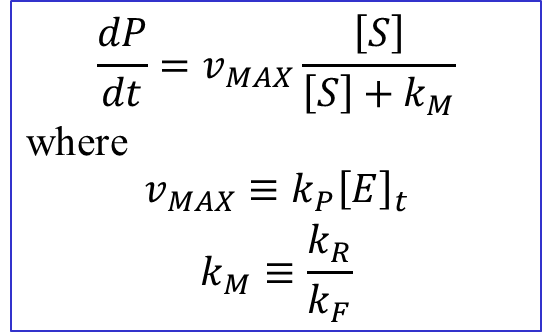 dP/dt = v_MAX [S]/([S] + k_M)
where
v_MAX ≡ k_P[E]_t
k_M ≡ k_R/k_F